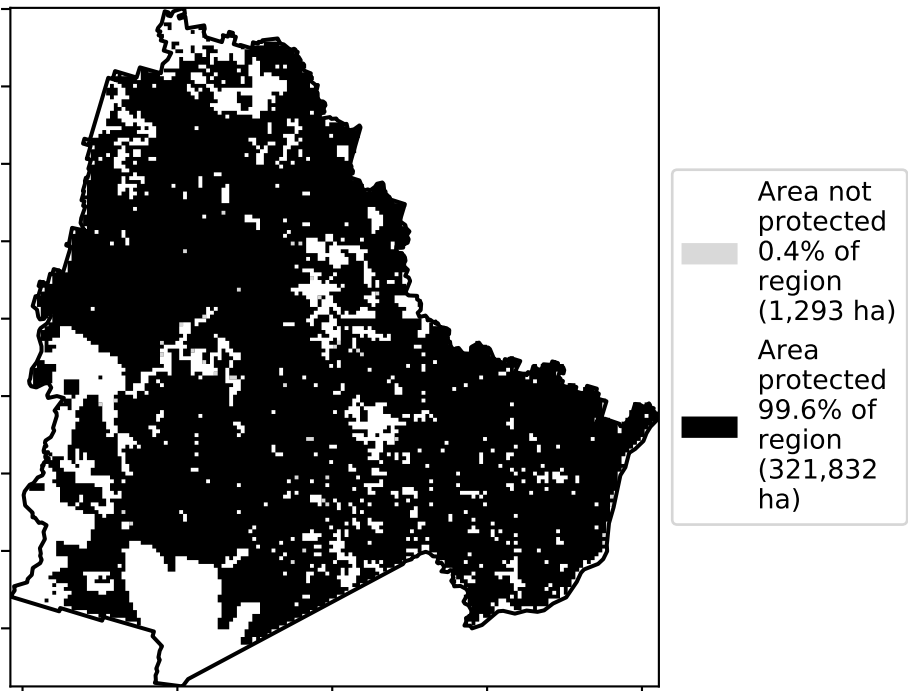 Area not
protected
0.4% of
region
(1,293 ha)
Area
protected
99.6% of
region
(321,832
ha)